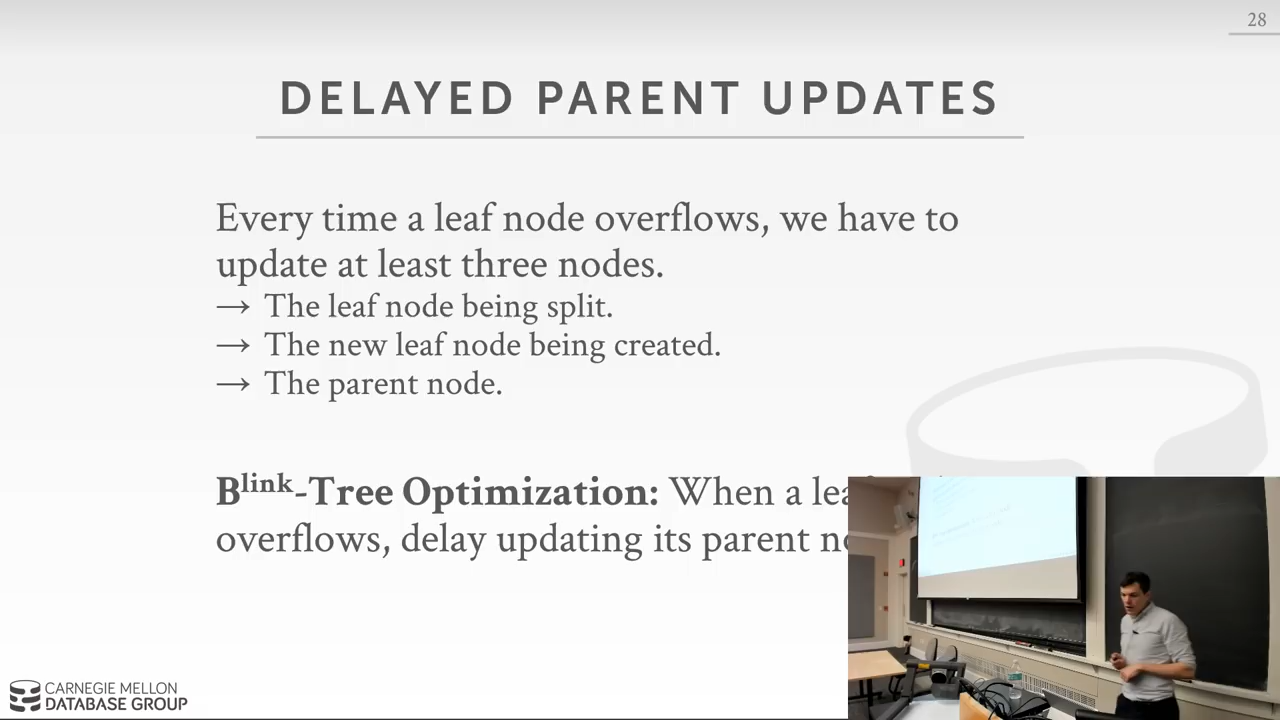 28
DELAYED PARENT UPDATES
Every time a leaf node overflows, we have to
update at least three nodes.
→ The leaf node being split.
→ The new leaf node being created.
→ The parent node.
Blink-Tree Optimization: When a lea
overflows, delay updating its parent no
CARNEGIE MELLON
DATABASE GROUP